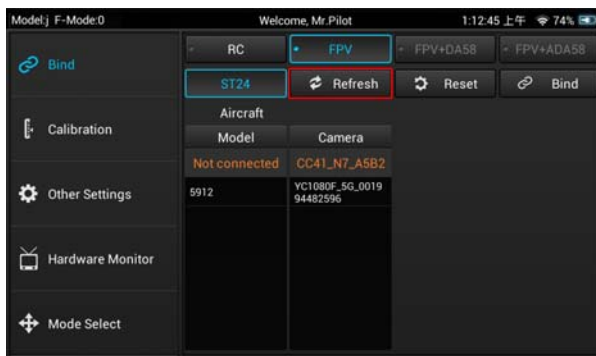 Model:j F-Mode:0 Welcome, Mr.Pilot 1:12:45 上午 74%
Bind
RC FPV FPV+DA58 FPV+ADA58
ST24 Refresh Reset Bind
Aircraft
Calibration
Model Camera
Not connected CC41_N7_A5B2
Other Settings
5912 YC1080F_5G_0019
94482596
Hardware Monitor
Mode Select